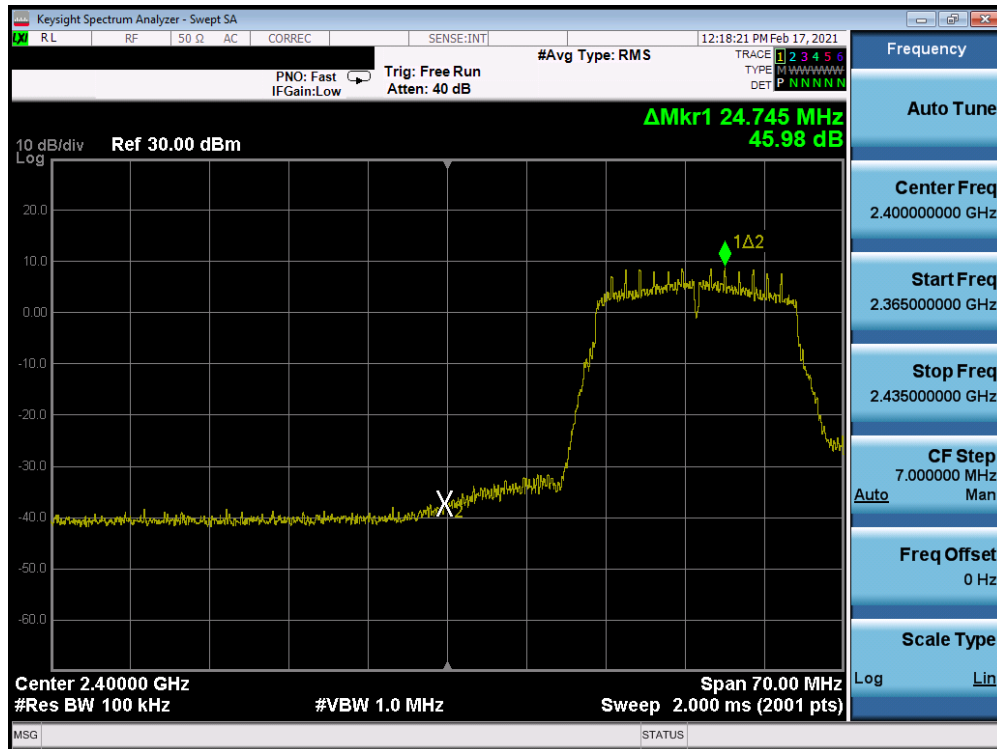 Keysight Spectrum Analyzer - Swept SA
LXI RL RF 50 Ω AC CORREC SENSE:INT 12:18:21 PM Feb 17, 2021
#Avg Type: RMS TRACE 1 2 3 4 5 6
PNO: Fast Trig: Free Run TYPE M W W W W W
IFGain:Low Atten: 40 dB DET P N N N N N
ΔMkr1 24.745 MHz
45.98 dB
10 dB/div Ref 30.00 dBm
Log
20.0
1Δ2
10.0
0.00
-10.0
-20.0
-30.0
X2
-40.0
-50.0
-60.0
Center 2.40000 GHz Span 70.00 MHz
#Res BW 100 kHz #VBW 1.0 MHz Sweep 2.000 ms (2001 pts)
MSG STATUS
Frequency
Auto Tune
Center Freq
2.400000000 GHz
Start Freq
2.365000000 GHz
Stop Freq
2.435000000 GHz
CF Step
7.000000 MHz
Auto Man
Freq Offset
0 Hz
Scale Type
Log Lin